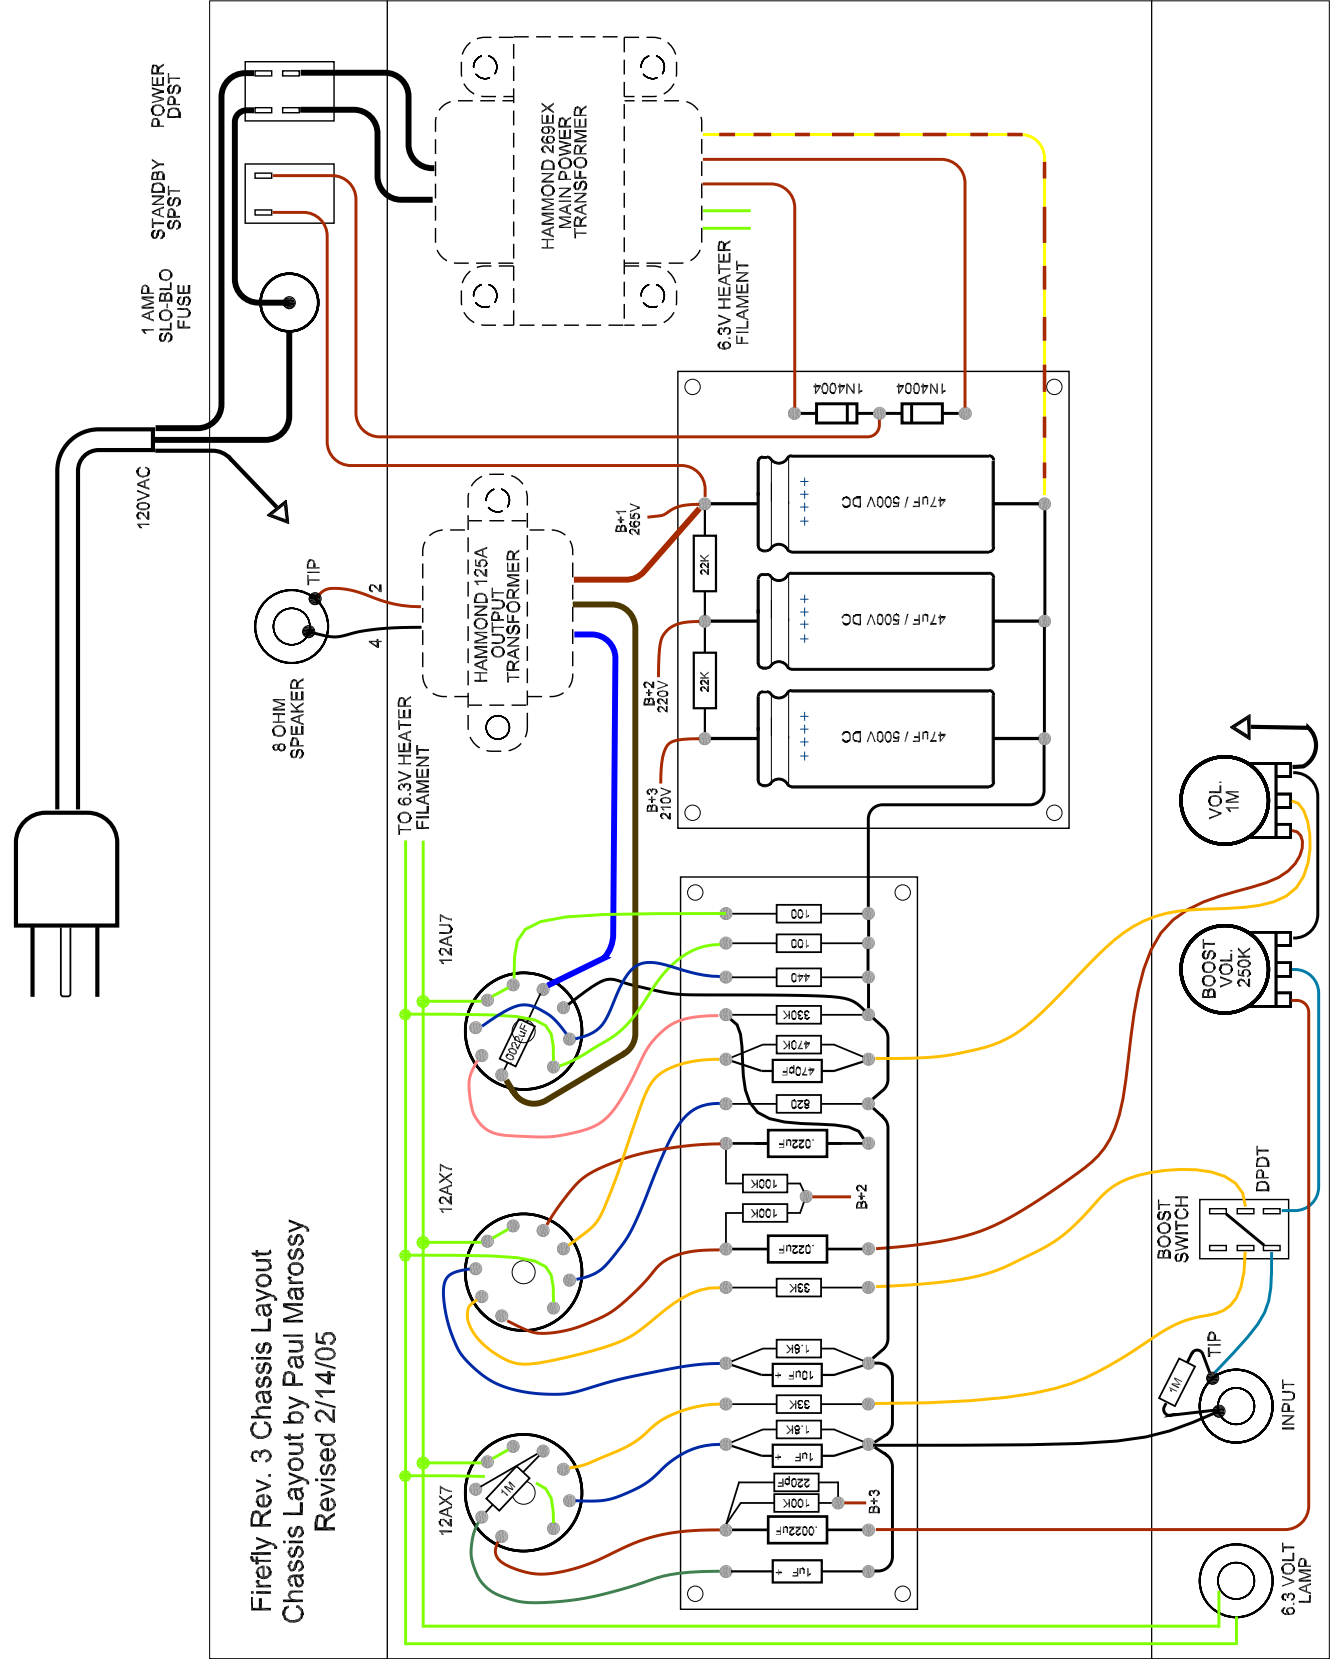 Firefly Rev. 3 Chassis Layout
Chassis Layout by Paul Marossy
Revised 2/14/05
POWER
DPST
STANDBY
SPST
1 AMP
SLO-BLO
FUSE
120VAC
8 OHM
SPEAKER
TIP
2
4
HAMMOND 269EX
MAIN POWER
TRANSFORMER
6.3V HEATER
FILAMENT
HAMMOND 125A
OUTPUT
TRANSFORMER
TO 6.3V HEATER
FILAMENT
1N4004
1N4004
B+1
265V
22K
B+2
220V
22K
B+3
210V
++++
47uF / 500V DC
++++
47uF / 500V DC
++++
47uF / 500V DC
12AU7
.0022uF
12AX7
12AX7
1M
100
100
440
330K
470K
470pF
820
.022uF
100K
B+2
100K
.022uF
33K
1.8K
10uF +
33K
1.8K
1uF +
220pF
100K
B+3
.0022uF
1uF +
VOL.
1M
BOOST
VOL.
250K
BOOST
SWITCH
DPDT
1M
TIP
INPUT
6.3 VOLT
LAMP